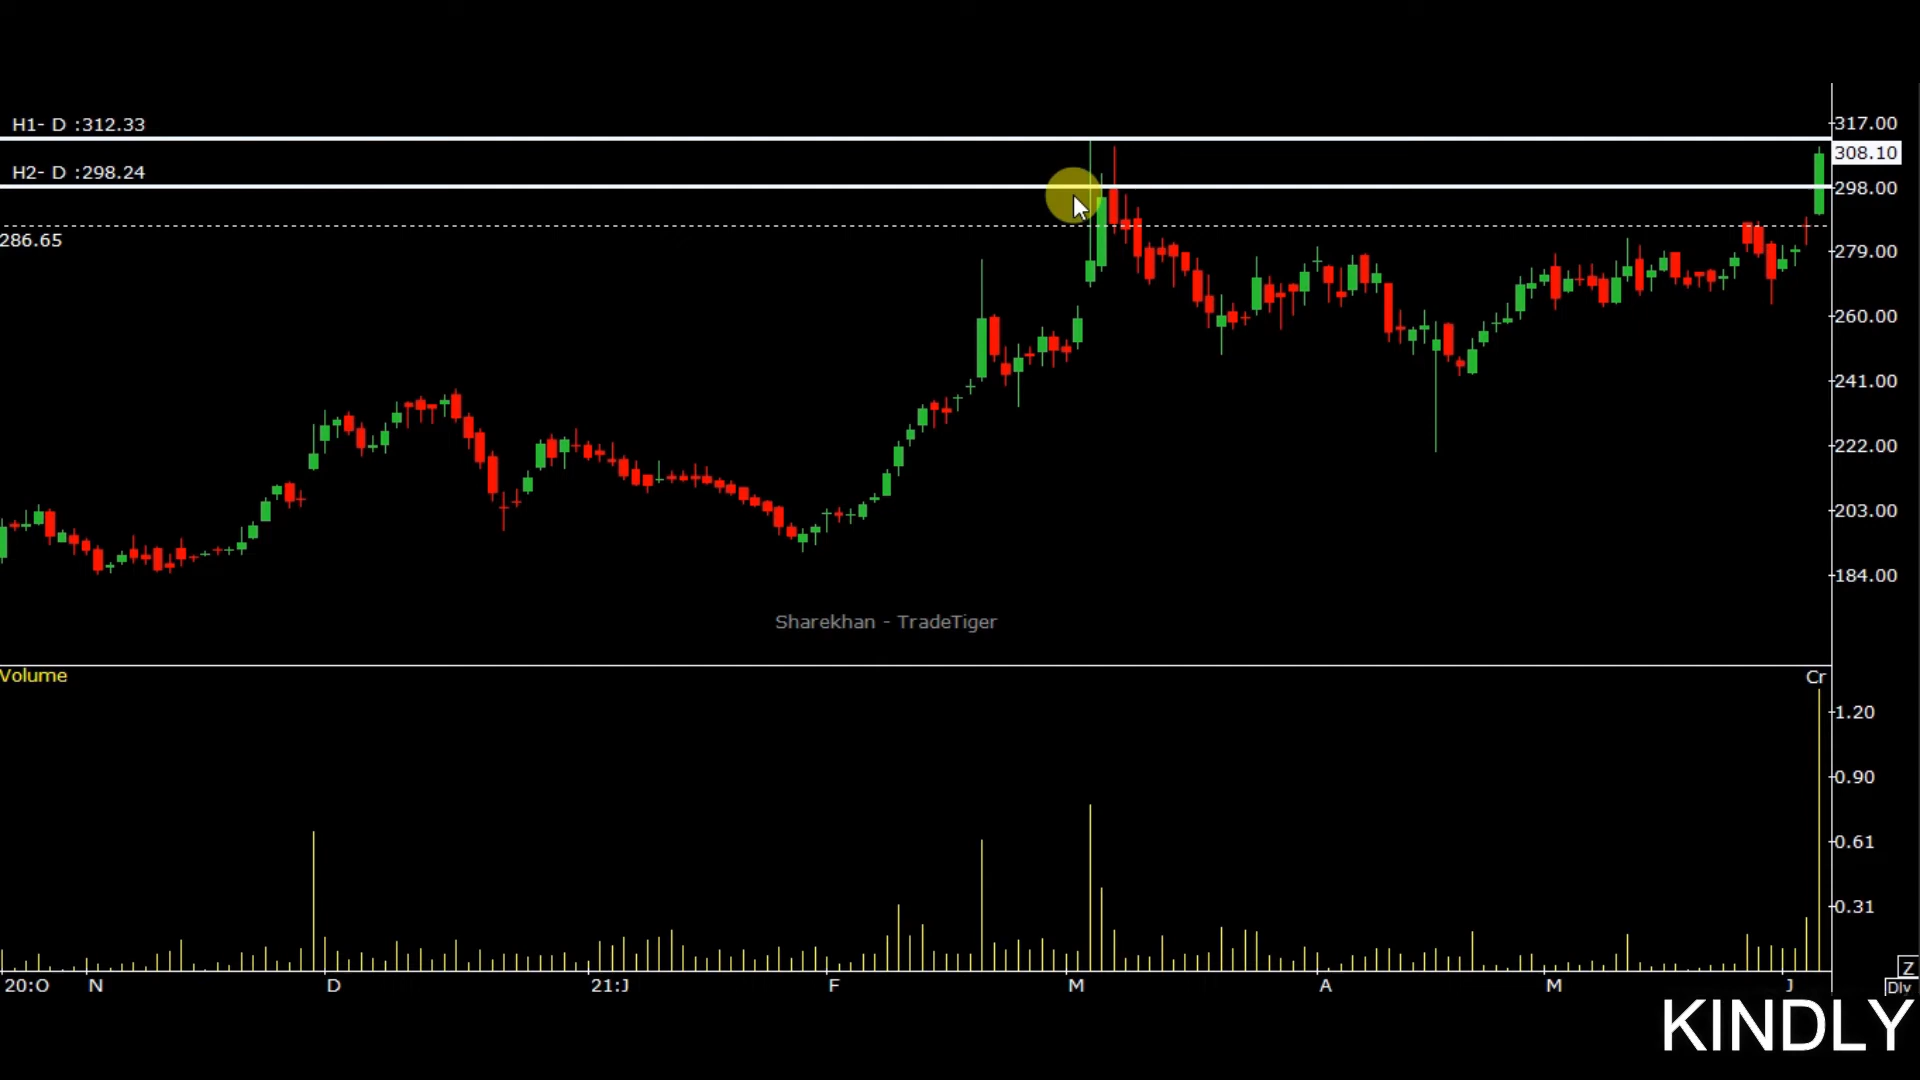 H1- D :312.33
317.00
308.10
H2- D :298.24
298.00
286.65
279.00
260.00
241.00
222.00
203.00
184.00
Sharekhan - TradeTiger
Volume
Cr
1.20
0.90
0.61
0.31
Z
20:O N D 21:J F M A M J
Dly
KINDLY